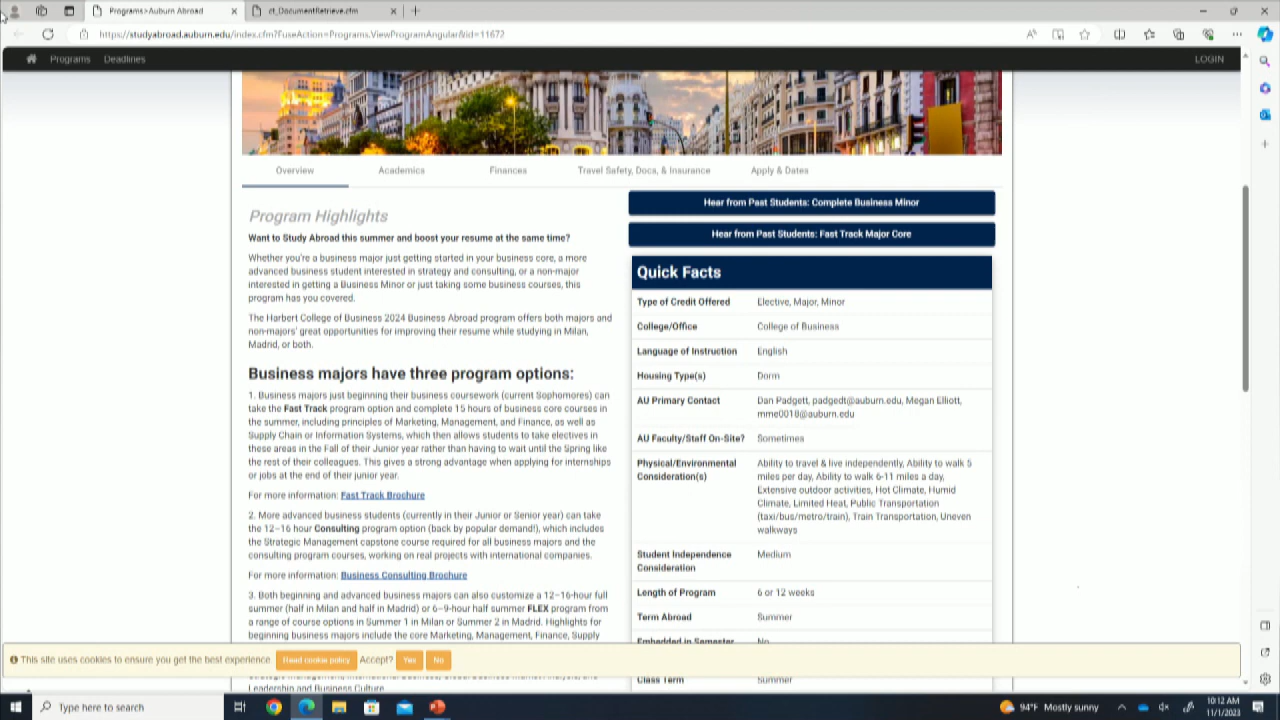 Programs>Auburn Abroad
ct_DocumentRetrieve.cfm
https://studyabroad.auburn.edu/index.cfm?FuseAction=Programs.ViewProgramAngular&id=11672
Programs
Deadlines
LOGIN
Overview
Academics
Finances
Travel Safety, Docs, & Insurance
Apply & Dates
Program Highlights
Want to Study Abroad this summer and boost your resume at the same time?
Whether you're a business major just getting started in your business core, a more
advanced business student interested in strategy and consulting, or a non-major
interested in getting a Business Minor or just taking some business courses, this
program has you covered.
The Harbert College of Business 2024 Business Abroad program offers both majors and
non-majors' great opportunities for improving their resume while studying in Milan,
Madrid, or both.
Business majors have three program options:
1. Business majors just beginning their business coursework (current Sophomores) can
take the Fast Track program option and complete 15 hours of business core courses in
the summer, including principles of Marketing, Management, and Finance, as well as
Supply Chain or Information Systems, which then allows students to take electives in
these areas in the Fall of their Junior year rather than having to wait until the Spring like
the rest of their colleagues. This gives a strong advantage when applying for internships
or jobs at the end of their junior year.
For more information: Fast Track Brochure
2. More advanced business students (currently in their Junior or Senior year) can take
the 12–16 hour Consulting program option (back by popular demand!), which includes
the Strategic Management capstone course required for all business majors and the
consulting program courses, working on real projects with international companies.
For more information: Business Consulting Brochure
3. Both beginning and advanced business majors can also customize a 12–16-hour full
summer (half in Milan and half in Madrid) or 6–9-hour half summer FLEX program from
a range of course options in Summer 1 in Milan or Summer 2 in Madrid. Highlights for
beginning business majors include the core Marketing, Management, Finance, Supply
Leadership and Business Culture
Hear from Past Students: Complete Business Minor
Hear from Past Students: Fast Track Major Core
Quick Facts
Type of Credit Offered
Elective, Major, Minor
College/Office
College of Business
Language of Instruction
English
Housing Type(s)
Dorm
AU Primary Contact
Dan Padgett, padgedt@auburn.edu, Megan Elliott,
mme0018@auburn.edu
AU Faculty/Staff On-Site?
Sometimes
Physical/Environmental
Consideration(s)
Ability to travel & live independently, Ability to walk 5
miles per day, Ability to walk 6-11 miles a day,
Extensive outdoor activities, Hot Climate, Humid
Climate, Limited Heat, Public Transportation
(taxi/bus/metro/train), Train Transportation, Uneven
walkways
Student Independence
Consideration
Medium
Length of Program
6 or 12 weeks
Term Abroad
Summer
Embedded in Semester
No
Class Term
Summer
This site uses cookies to ensure you get the best experience
Read cookie policy
Accept?
Yes
No
Type here to search
94°F Mostly sunny
10:12 AM
11/1/2023